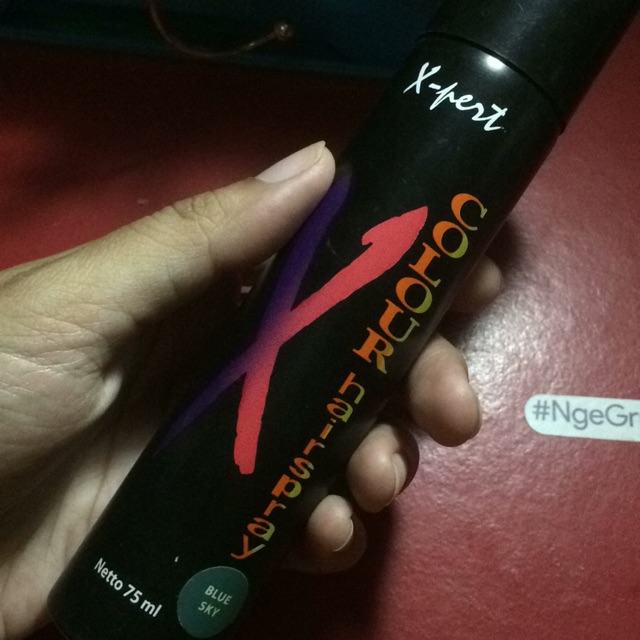 X-pert
COLOUR hairspray
Netto 75 ml
BLUE
SKY
#NgeGr